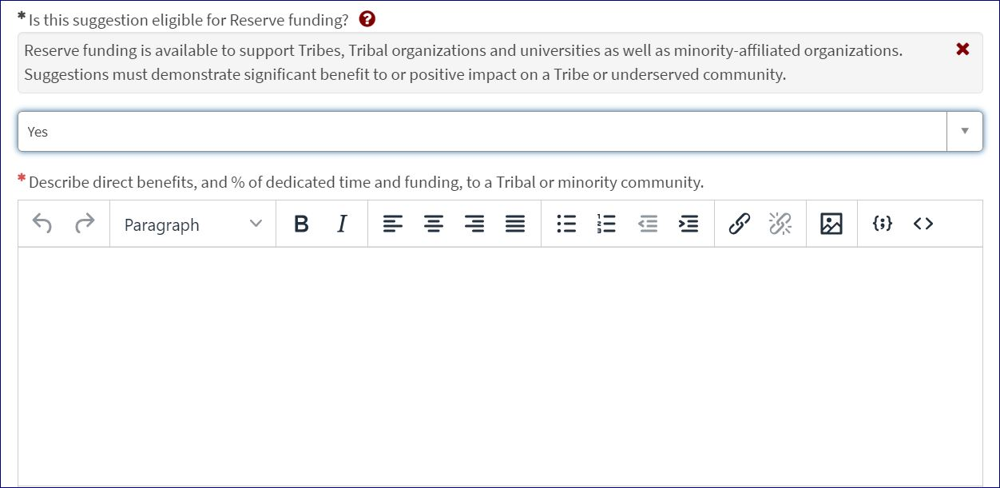 * Is this suggestion eligible for Reserve funding? ?
Reserve funding is available to support Tribes, Tribal organizations and universities as well as minority-affiliated organizations.
Suggestions must demonstrate significant benefit to or positive impact on a Tribe or underserved community.
Yes
* Describe direct benefits, and % of dedicated time and funding, to a Tribal or minority community.
Paragraph B I